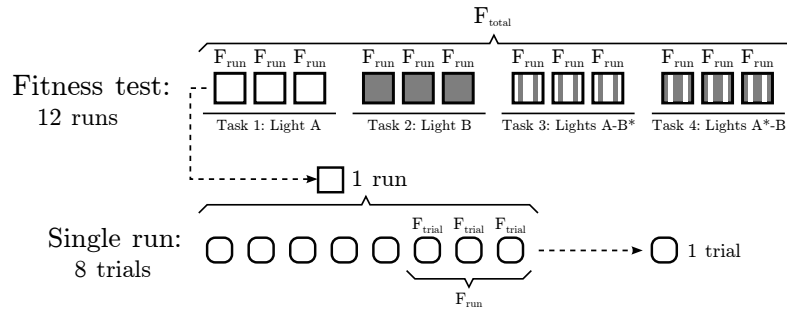 F_total
F_run F_run F_run F_run F_run F_run F_run F_run F_run F_run F_run F_run
Fitness test:
12 runs
Task 1: Light A Task 2: Light B Task 3: Lights A-B* Task 4: Lights A*-B
1 run
F_trial F_trial F_trial
Single run:
8 trials
1 trial
F_run